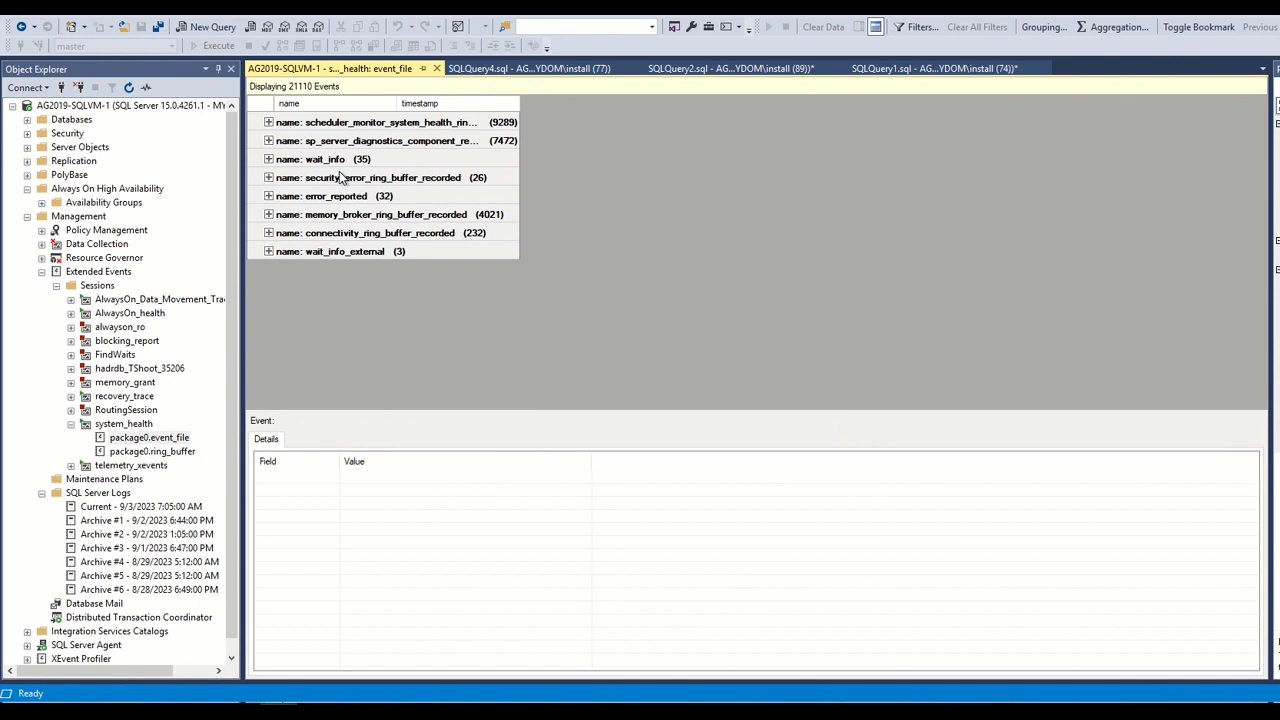 New Query
Clear Data
Filters...
Clear All Filters
Grouping...
Aggregation...
Toggle Bookmark
Previous
master
Execute
Object Explorer
AG2019-SQLVM-1 - s..._health: event_file
SQLQuery4.sql - AG...YDOM\install (77))
SQLQuery2.sql - AG...YDOM\install (89))*
SQLQuery1.sql - AG...YDOM\install (74))*
Connect
Displaying 21110 Events
name
timestamp
AG2019-SQLVM-1 (SQL Server 15.0.4261.1 - MY
Databases
Security
Server Objects
Replication
PolyBase
Always On High Availability
Availability Groups
Management
Policy Management
Data Collection
Resource Governor
Extended Events
Sessions
AlwaysOn_Data_Movement_Tra
AlwaysOn_health
alwayson_ro
blocking_report
FindWaits
hadrdb_TShoot_35206
memory_grant
recovery_trace
RoutingSession
system_health
package0.event_file
package0.ring_buffer
telemetry_xevents
Maintenance Plans
SQL Server Logs
Current - 9/3/2023 7:05:00 AM
Archive #1 - 9/2/2023 6:44:00 PM
Archive #2 - 9/2/2023 1:05:00 PM
Archive #3 - 9/1/2023 6:47:00 PM
Archive #4 - 8/29/2023 5:12:00 AM
Archive #5 - 8/29/2023 5:12:00 AM
Archive #6 - 8/28/2023 6:49:00 PM
Database Mail
Distributed Transaction Coordinator
Integration Services Catalogs
SQL Server Agent
XEvent Profiler
name: scheduler_monitor_system_health_rin... (9289)
name: sp_server_diagnostics_component_re... (7472)
name: wait_info (35)
name: security_error_ring_buffer_recorded (26)
name: error_reported (32)
name: memory_broker_ring_buffer_recorded (4021)
name: connectivity_ring_buffer_recorded (232)
name: wait_info_external (3)
Event:
Details
Field
Value
Ready